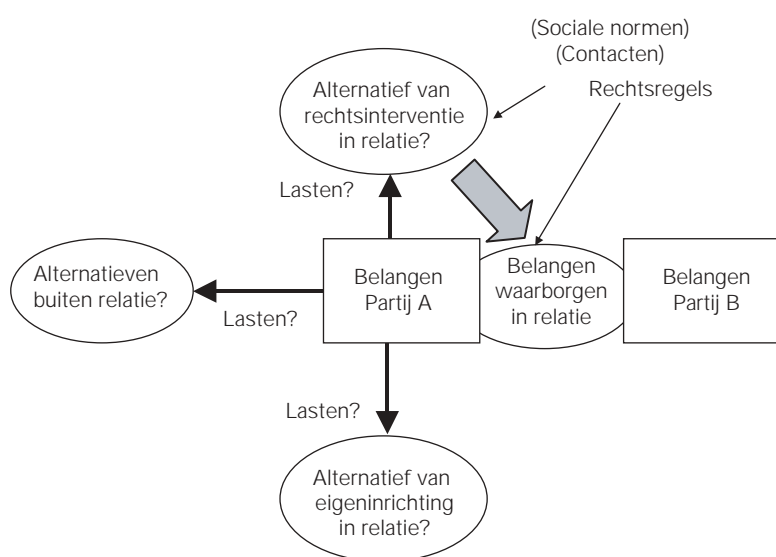 (Sociale normen)
(Contacten)
Rechtsregels
Alternatief van
rechtsinterventie
in relatie?
Lasten?
Alternatieven
buiten relatie?
Lasten?
Belangen
Partij A
Belangen
waarborgen
in relatie
Belangen
Partij B
Lasten?
Alternatief van
eigeninrichting
in relatie?